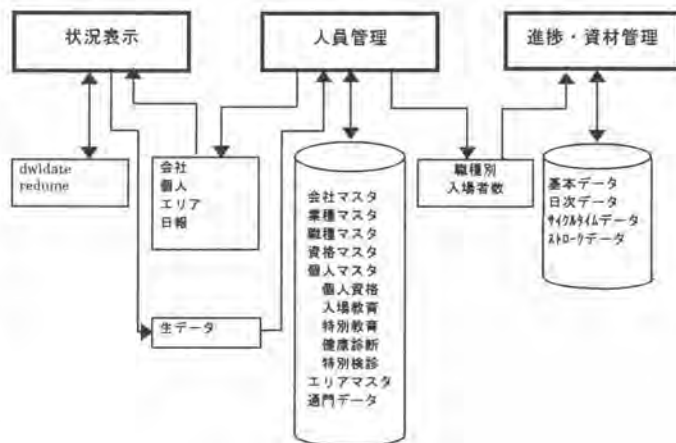 状況表示
人員管理
進捗・資材管理
dwldate
redume
会社
個人
エリア
日報
職種別
入場者数
会社マスタ
業種マスタ
職種マスタ
資格マスタ
個人マスタ
個人資格
入場教育
特別教育
健康診断
特別検診
エリアマスタ
通門データ
基本データ
日次データ
ｻｲｸﾙﾀｲﾑデータ
ｽﾄﾛｰｸデータ
生データ